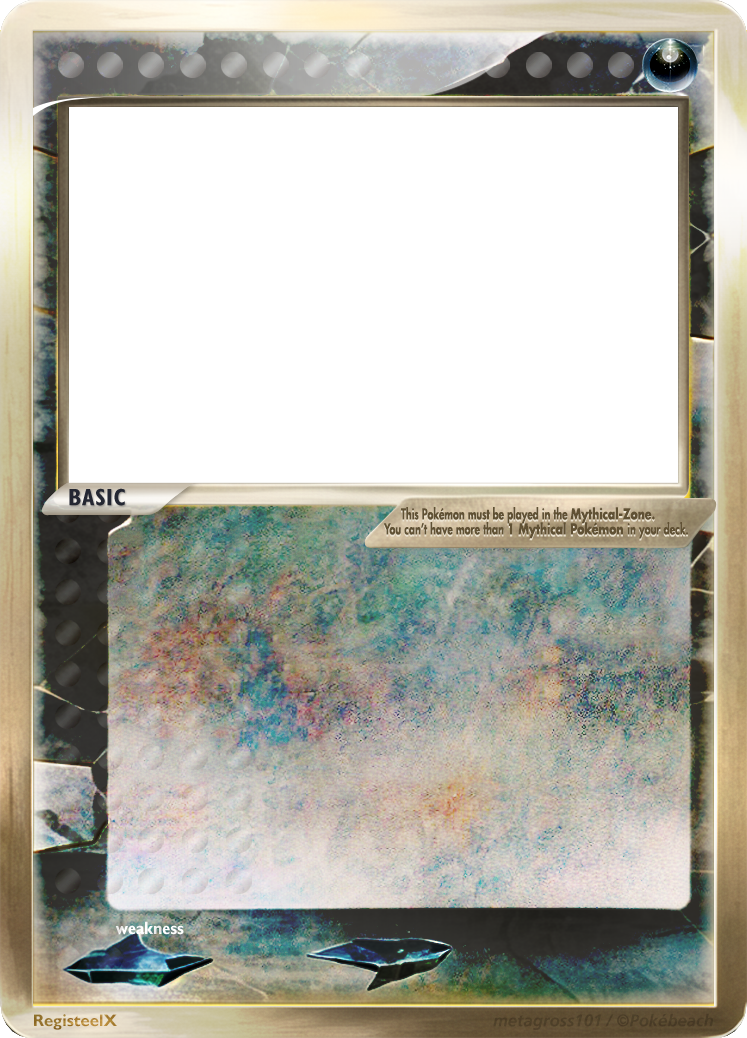 BASIC
This Pokémon must be played in the Mythical-Zone.
You can't have more than 1 Mythical Pokémon in your deck.
weakness
RegisteelX
metagross101 / ©Pokébeach